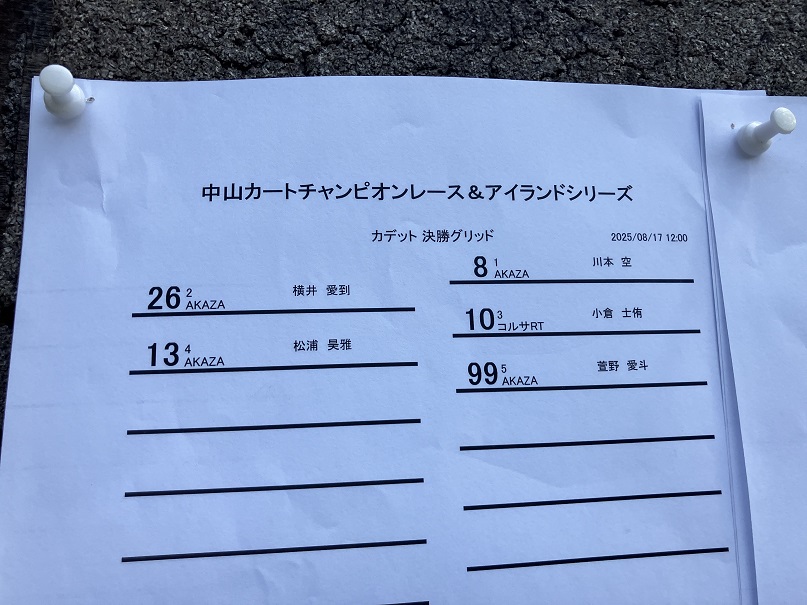 中山カートチャンピオンレース＆アイランドシリーズ
カデット 決勝グリッド 2025/08/17 12:00
8 1 AKAZA 川本 空
26 2 AKAZA 横井 愛到
10 3 コルサRT 小倉 士侑
13 4 AKAZA 松浦 昊雅
99 5 AKAZA 萱野 愛斗